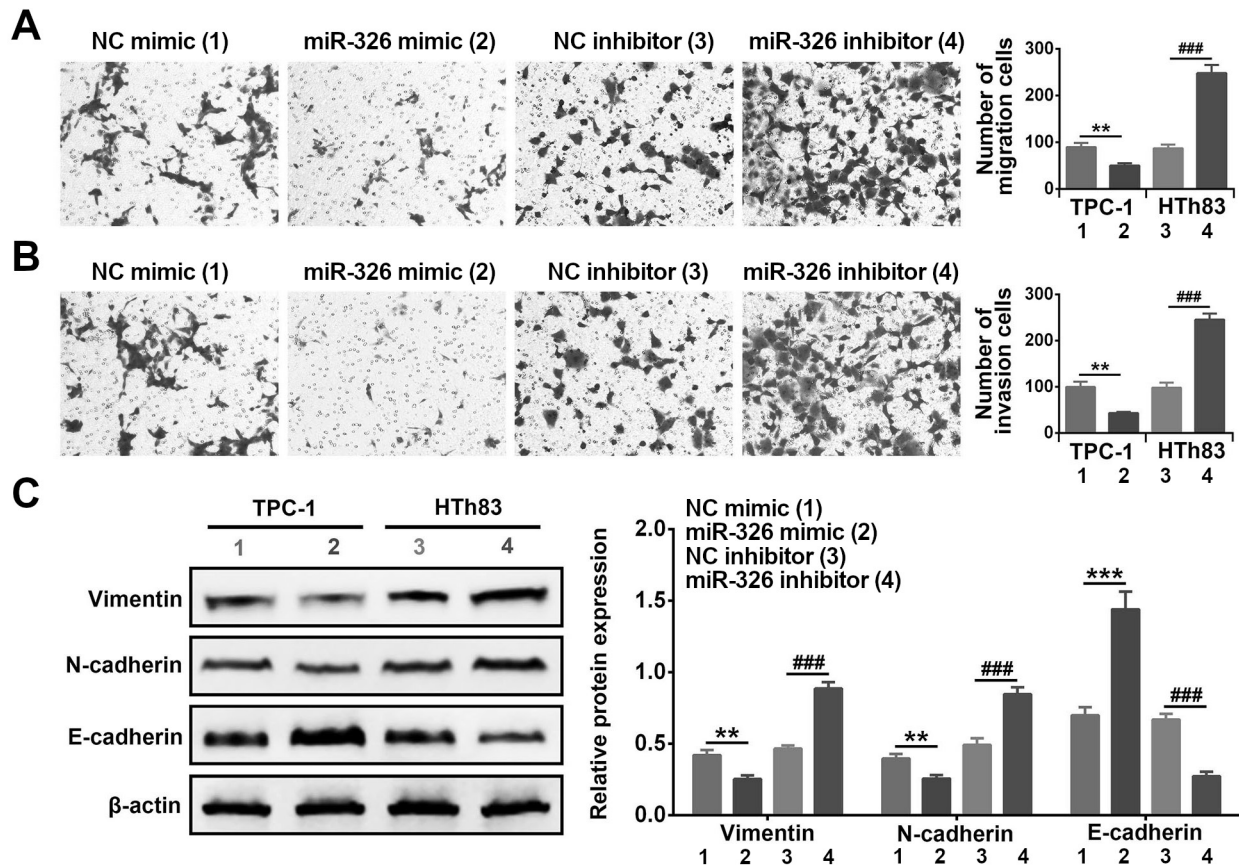 A
NC mimic (1) miR-326 mimic (2) NC inhibitor (3) miR-326 inhibitor (4)
Number of
migration cells
300
200
100
0
** ###
TPC-1 HTh83
1 2 3 4
B
NC mimic (1) miR-326 mimic (2) NC inhibitor (3) miR-326 inhibitor (4)
Number of
invasion cells
300
200
100
0
** ###
TPC-1 HTh83
1 2 3 4
C
TPC-1 HTh83
1 2 3 4
Vimentin
N-cadherin
E-cadherin
β-actin
NC mimic (1)
miR-326 mimic (2)
NC inhibitor (3)
miR-326 inhibitor (4)
Relative protein expression
2.0
1.5
1.0
0.5
0.0
** ### ** ### *** ###
Vimentin N-cadherin E-cadherin
1 2 3 4 1 2 3 4 1 2 3 4